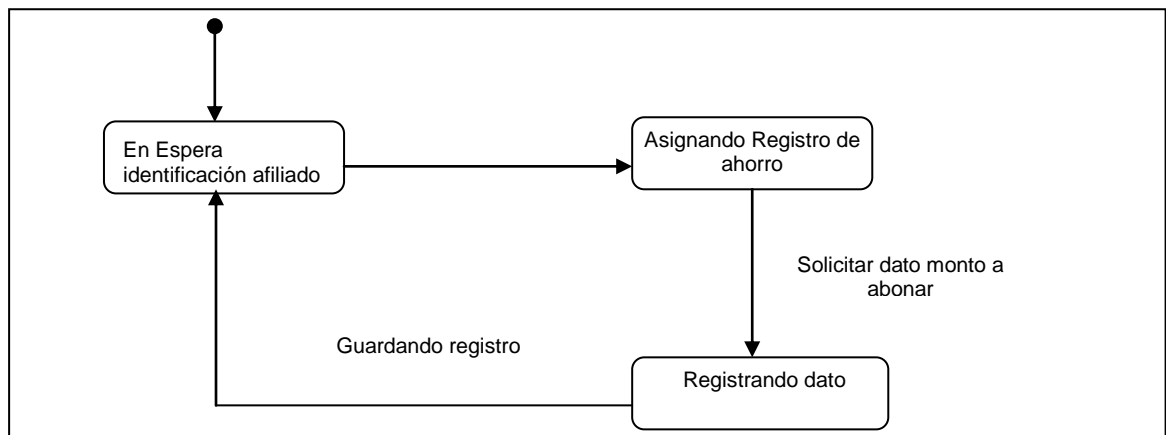 En Espera
identificación afiliado
Asignando Registro de
ahorro
Solicitar dato monto a
abonar
Guardando registro
Registrando dato